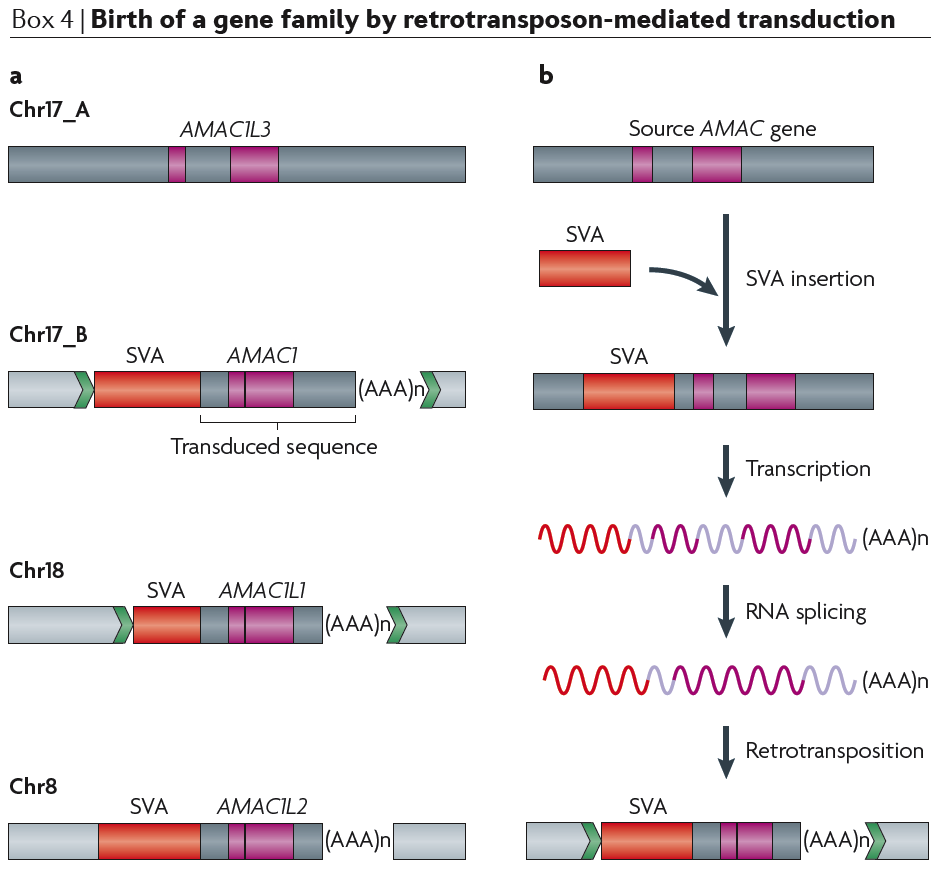 Box 4 | Birth of a gene family by retrotransposon-mediated transduction
a
Chr17_A
AMAC1L3
Chr17_B
SVA
AMAC1
(AAA)n
Transduced sequence
Chr18
SVA
AMAC1L1
(AAA)n
Chr8
SVA
AMAC1L2
(AAA)n
b
Source AMAC gene
SVA
SVA insertion
SVA
Transcription
(AAA)n
RNA splicing
(AAA)n
Retrotransposition
SVA
(AAA)n